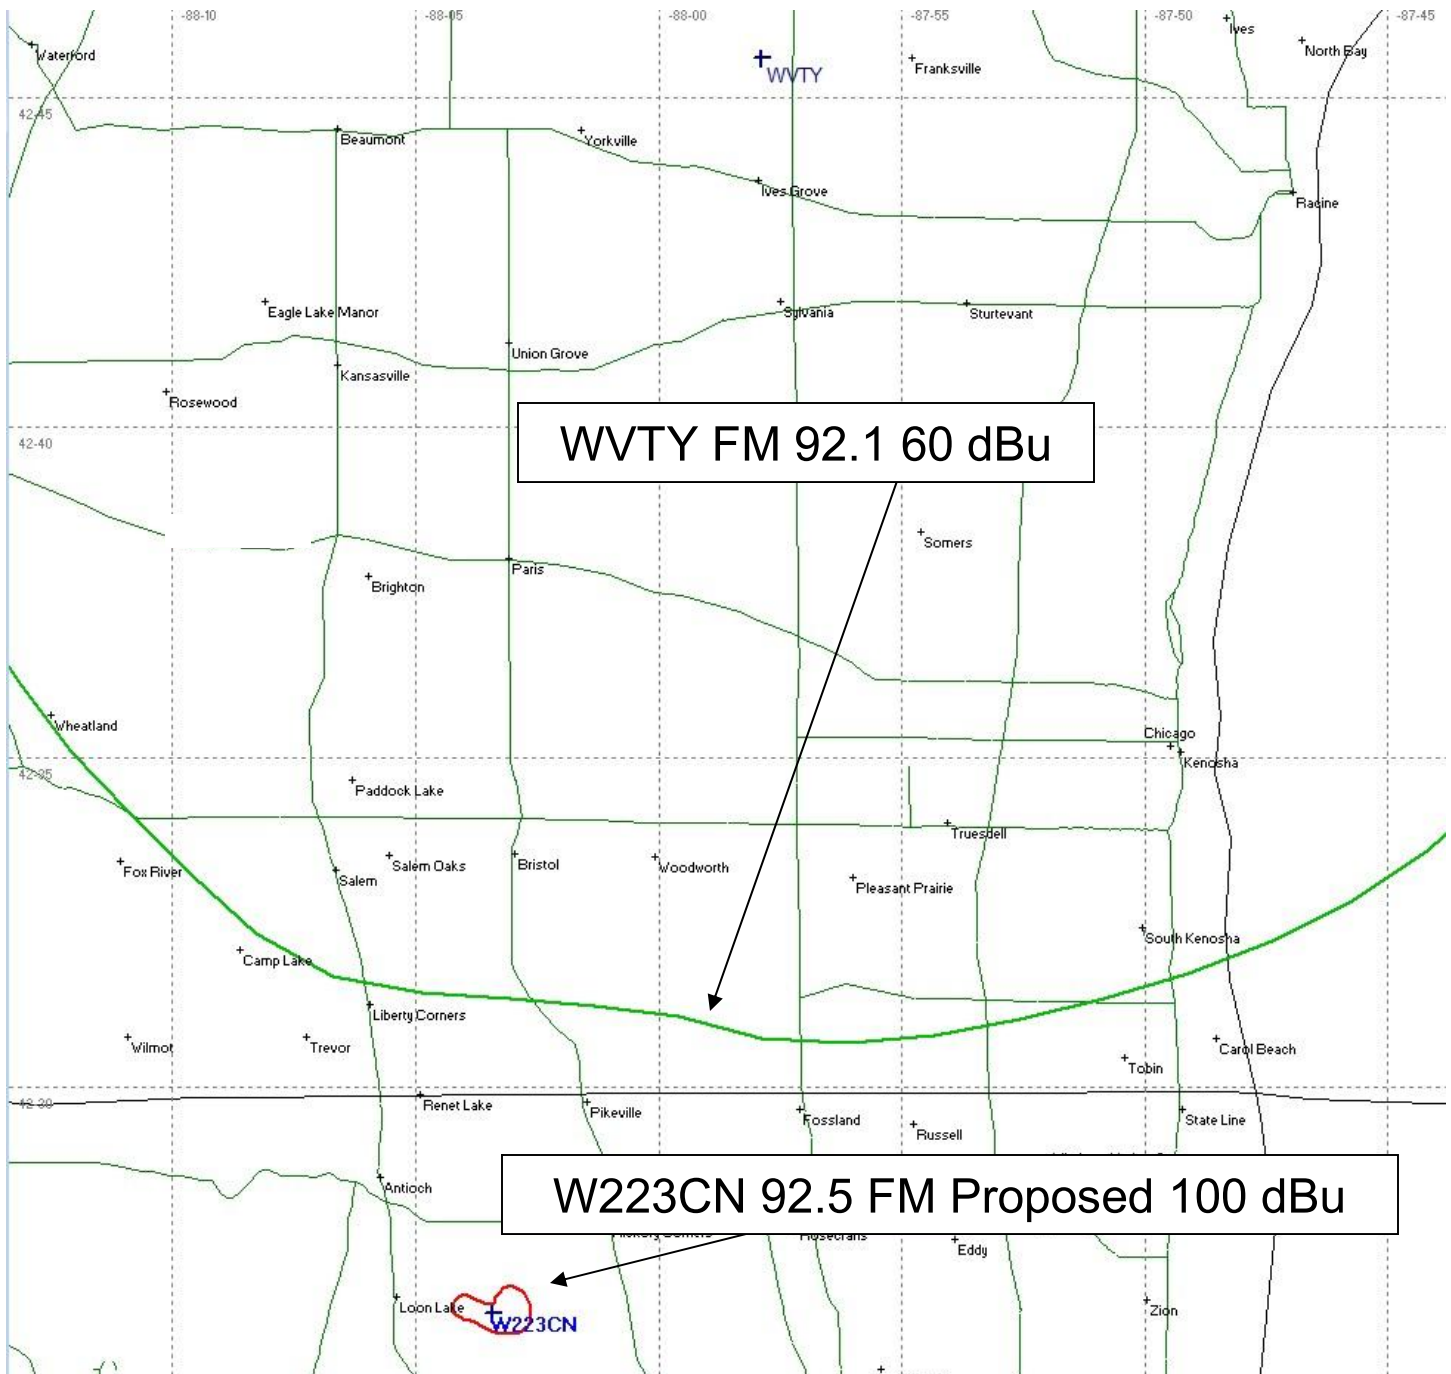 -88-10
-88-05
-88-00
-87-55
-87-50
-87-45
Waterford
WVTY
Franksville
Ives
North Bay
42-45
Beaumont
Yorkville
Ives Grove
Racine
Eagle Lake Manor
Sylvania
Sturtevant
Union Grove
Kansasville
Rosewood
42-40
WVTY FM 92.1 60 dBu
Somers
Paris
Brighton
Wheatland
Chicago
Kenosha
42-35
Paddock Lake
Truesdell
Fox River
Salem
Salem Oaks
Bristol
Woodworth
Pleasant Prairie
South Kenosha
Camp Lake
Liberty Corners
Wilmot
Trevor
Carol Beach
Tobin
42-30
Renet Lake
Pikeville
Fossland
Russell
State Line
Antioch
W223CN 92.5 FM Proposed 100 dBu
Eddy
Loon Lake
W223CN
Zion